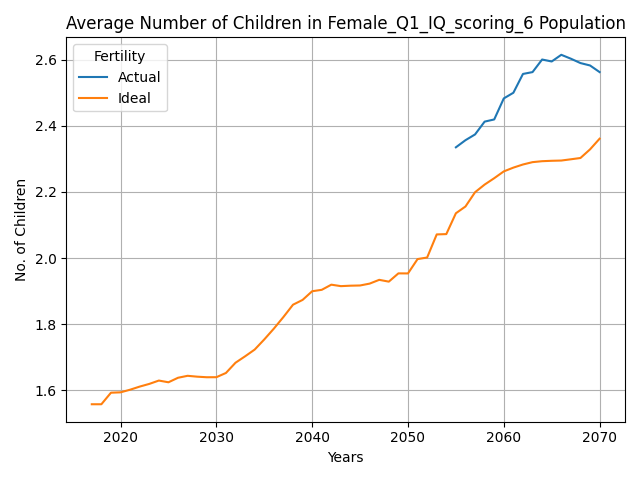 Average Number of Children in Female_Q1_IQ_scoring_6 Population
Fertility
Actual
Ideal
No. of Children
2.6
2.4
2.2
2.0
1.8
1.6
2020 2030 2040 2050 2060 2070
Years